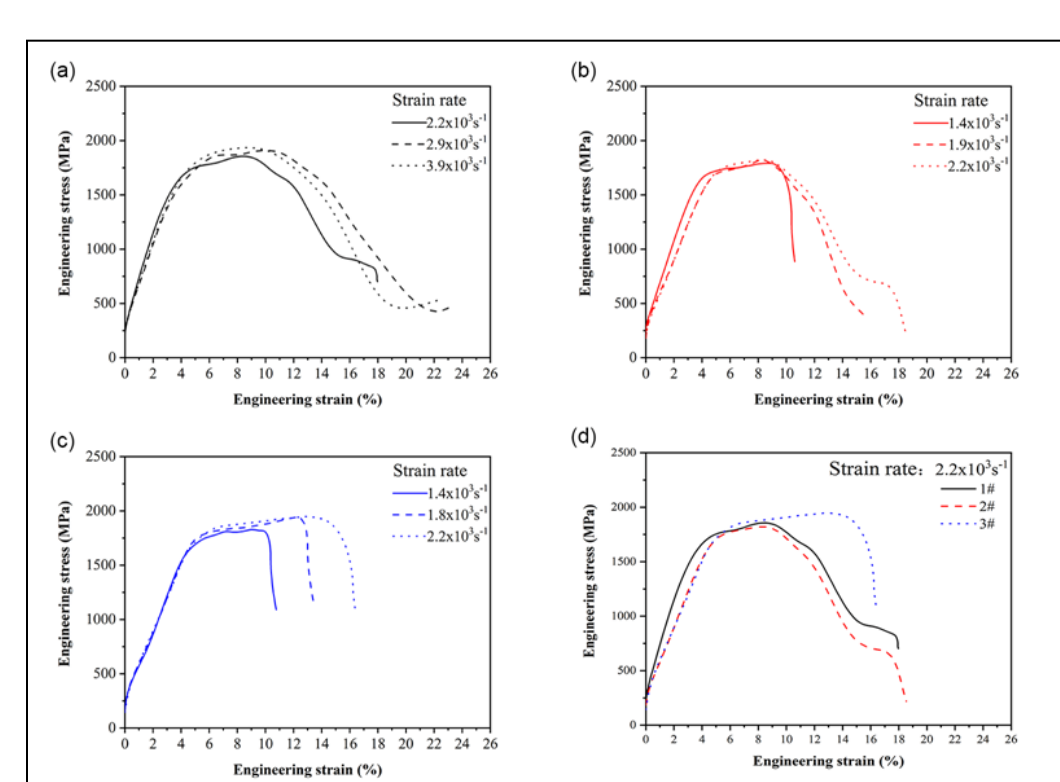 (a)
2500
2000
1500
1000
500
0
Engineering stress (MPa)
Strain rate
2.2x10³s⁻¹
2.9x10³s⁻¹
3.9x10³s⁻¹
0 2 4 6 8 10 12 14 16 18 20 22 24 26
Engineering strain (%)
(b)
2500
2000
1500
1000
500
0
Engineering stress (MPa)
Strain rate
1.4x10³s⁻¹
1.9x10³s⁻¹
2.2x10³s⁻¹
0 2 4 6 8 10 12 14 16 18 20 22 24 26
Engineering strain (%)
(c)
2500
2000
1500
1000
500
0
Engineering stress (MPa)
Strain rate
1.4x10³s⁻¹
1.8x10³s⁻¹
2.2x10³s⁻¹
0 2 4 6 8 10 12 14 16 18 20 22 24 26
Engineering strain (%)
(d)
2500
2000
1500
1000
500
0
Engineering stress (MPa)
Strain rate：2.2x10³s⁻¹
1#
2#
3#
0 2 4 6 8 10 12 14 16 18 20 22 24 26
Engineering strain (%)